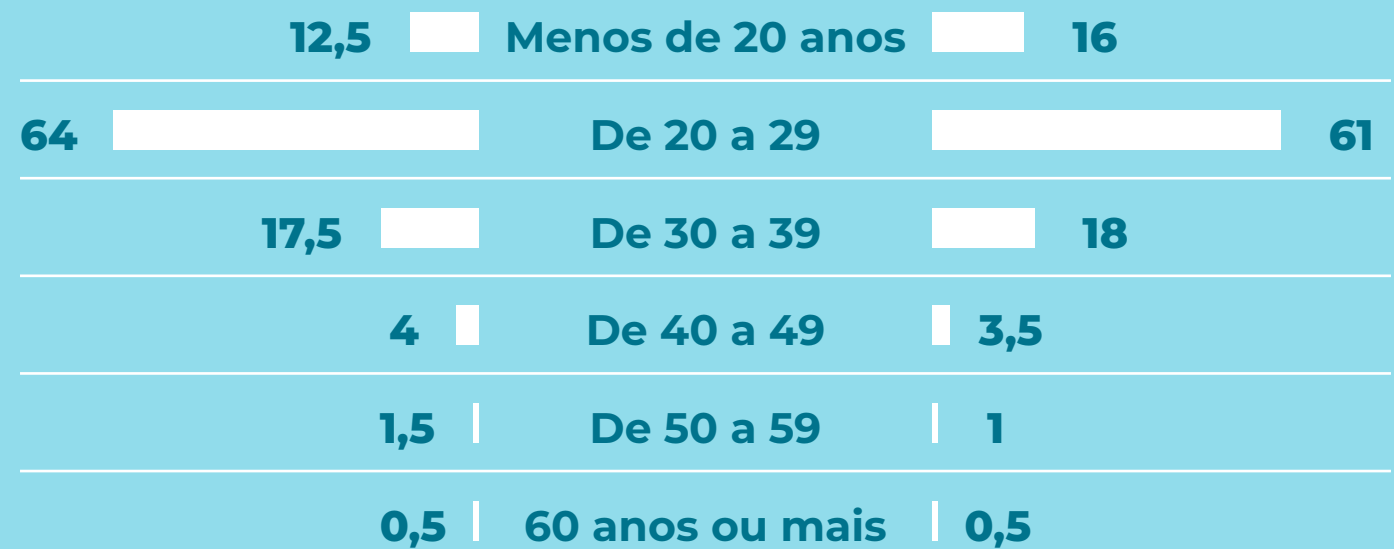 12,5 Menos de 20 anos 16
64 De 20 a 29 61
17,5 De 30 a 39 18
4 De 40 a 49 3,5
1,5 De 50 a 59 1
0,5 60 anos ou mais 0,5